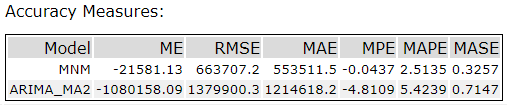 Accuracy Measures:
Model ME RMSE MAE MPE MAPE MASE
MNM -21581.13 663707.2 553511.5 -0.0437 2.5135 0.3257
ARIMA_MA2 -1080158.09 1379900.3 1214618.2 -4.8109 5.4239 0.7147